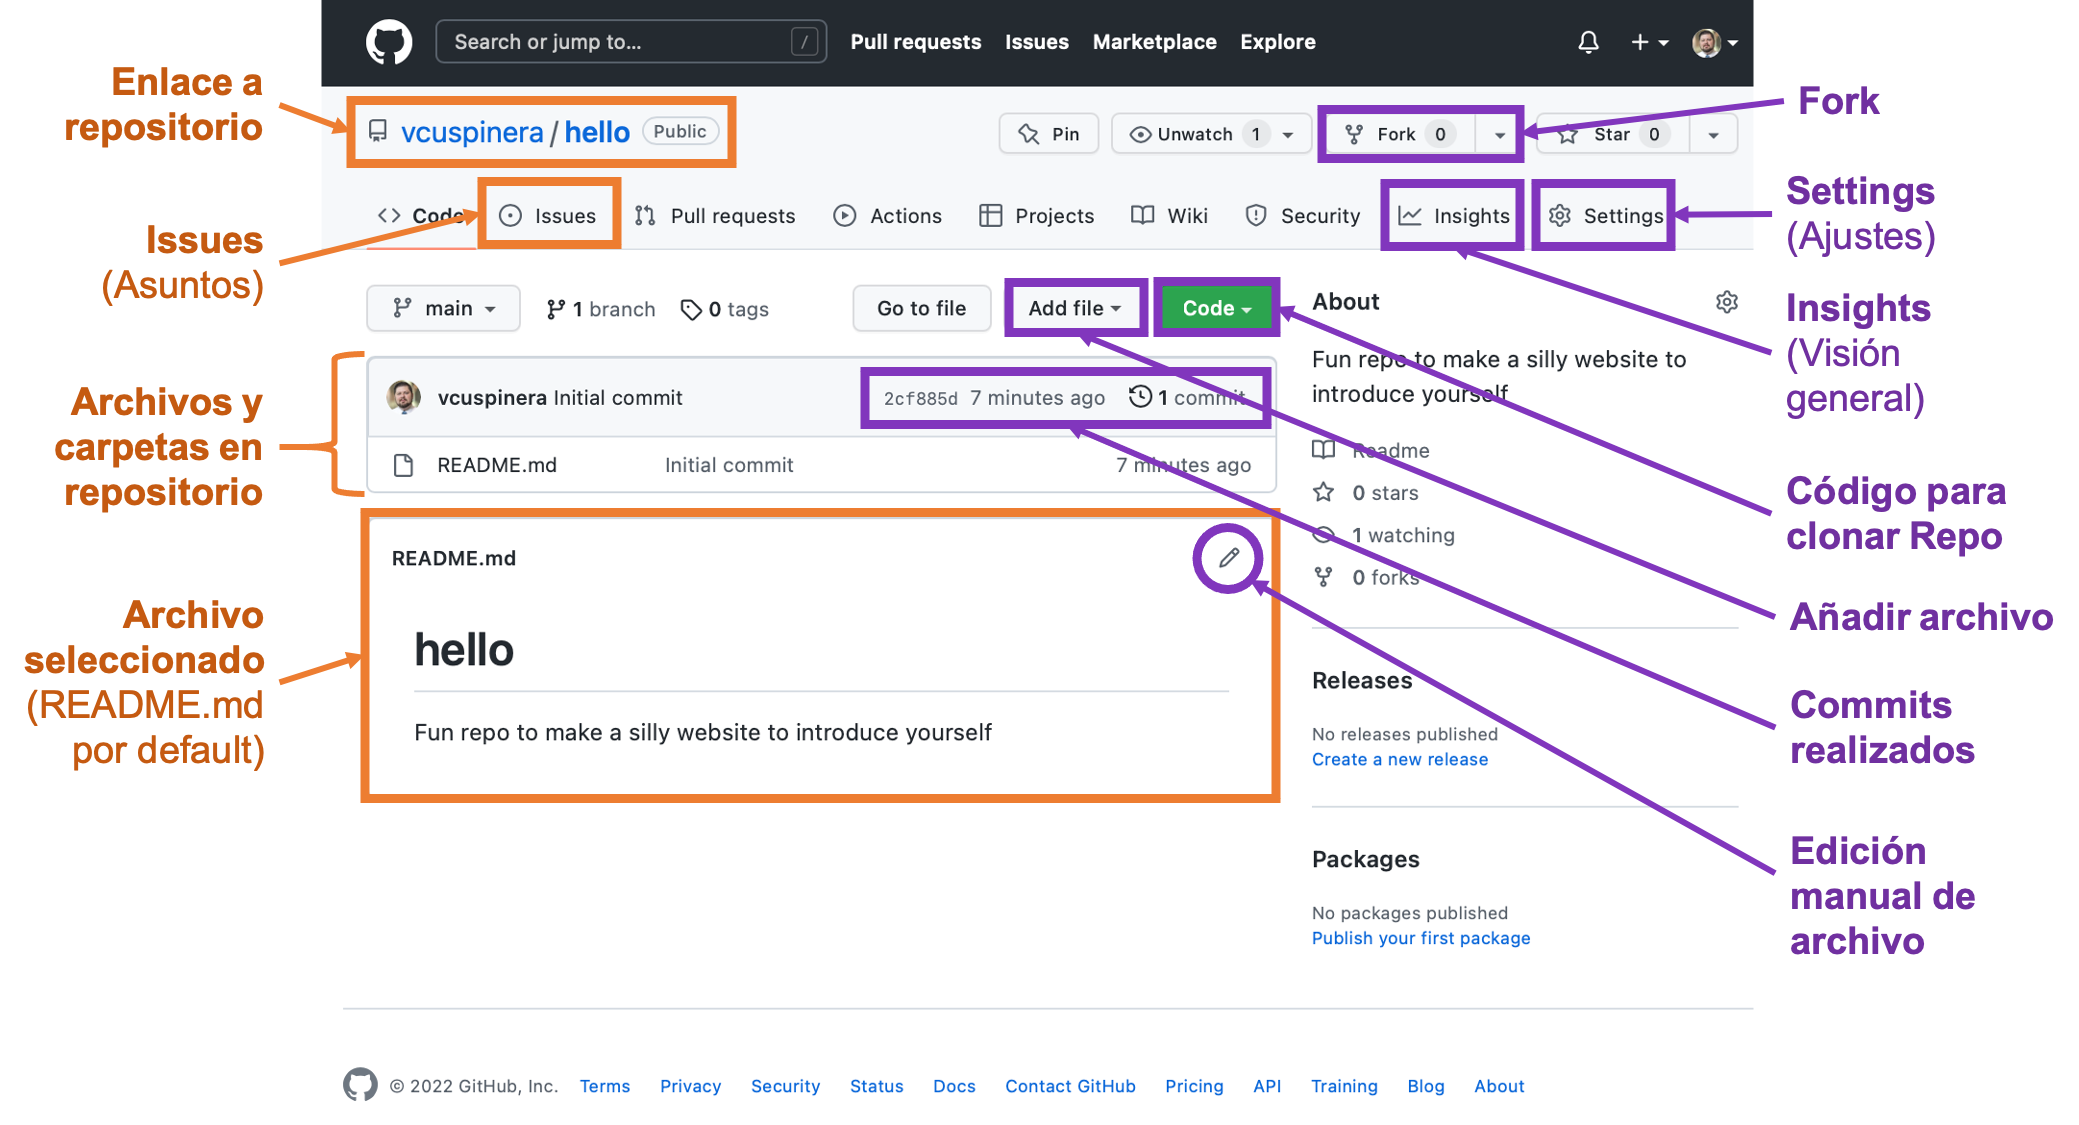 Search or jump to... /
Pull requests Issues Marketplace Explore
Enlace a
repositorio
vcuspinera / hello Public
Pin
Unwatch 1
Fork 0
Star 0
Fork
Code
Issues
Pull requests
Actions
Projects
Wiki
Security
Insights
Settings
Settings
(Ajustes)
Issues
(Asuntos)
main
1 branch
0 tags
Go to file
Add file
Code
About
Insights
(Visión
general)
Fun repo to make a silly website to
introduce yourself
Archivos y
carpetas en
repositorio
vcuspinera Initial commit
2cf885d 7 minutes ago 1 commit
README.md Initial commit 7 minutes ago
Readme
0 stars
1 watching
0 forks
Código para
clonar Repo
README.md
hello
Fun repo to make a silly website to introduce yourself
Archivo
seleccionado
(README.md
por default)
Añadir archivo
Releases
No releases published
Create a new release
Commits
realizados
Packages
No packages published
Publish your first package
Edición
manual de
archivo
© 2022 GitHub, Inc. Terms Privacy Security Status Docs Contact GitHub Pricing API Training Blog About